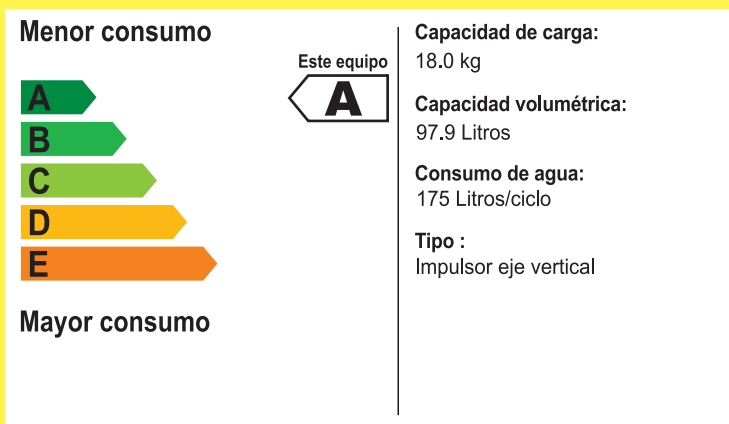 Menor consumo
Este equipo
A
A
B
C
D
E
Mayor consumo
Capacidad de carga:
18.0 kg
Capacidad volumétrica:
97.9 Litros
Consumo de agua:
175 Litros/ciclo
Tipo :
Impulsor eje vertical